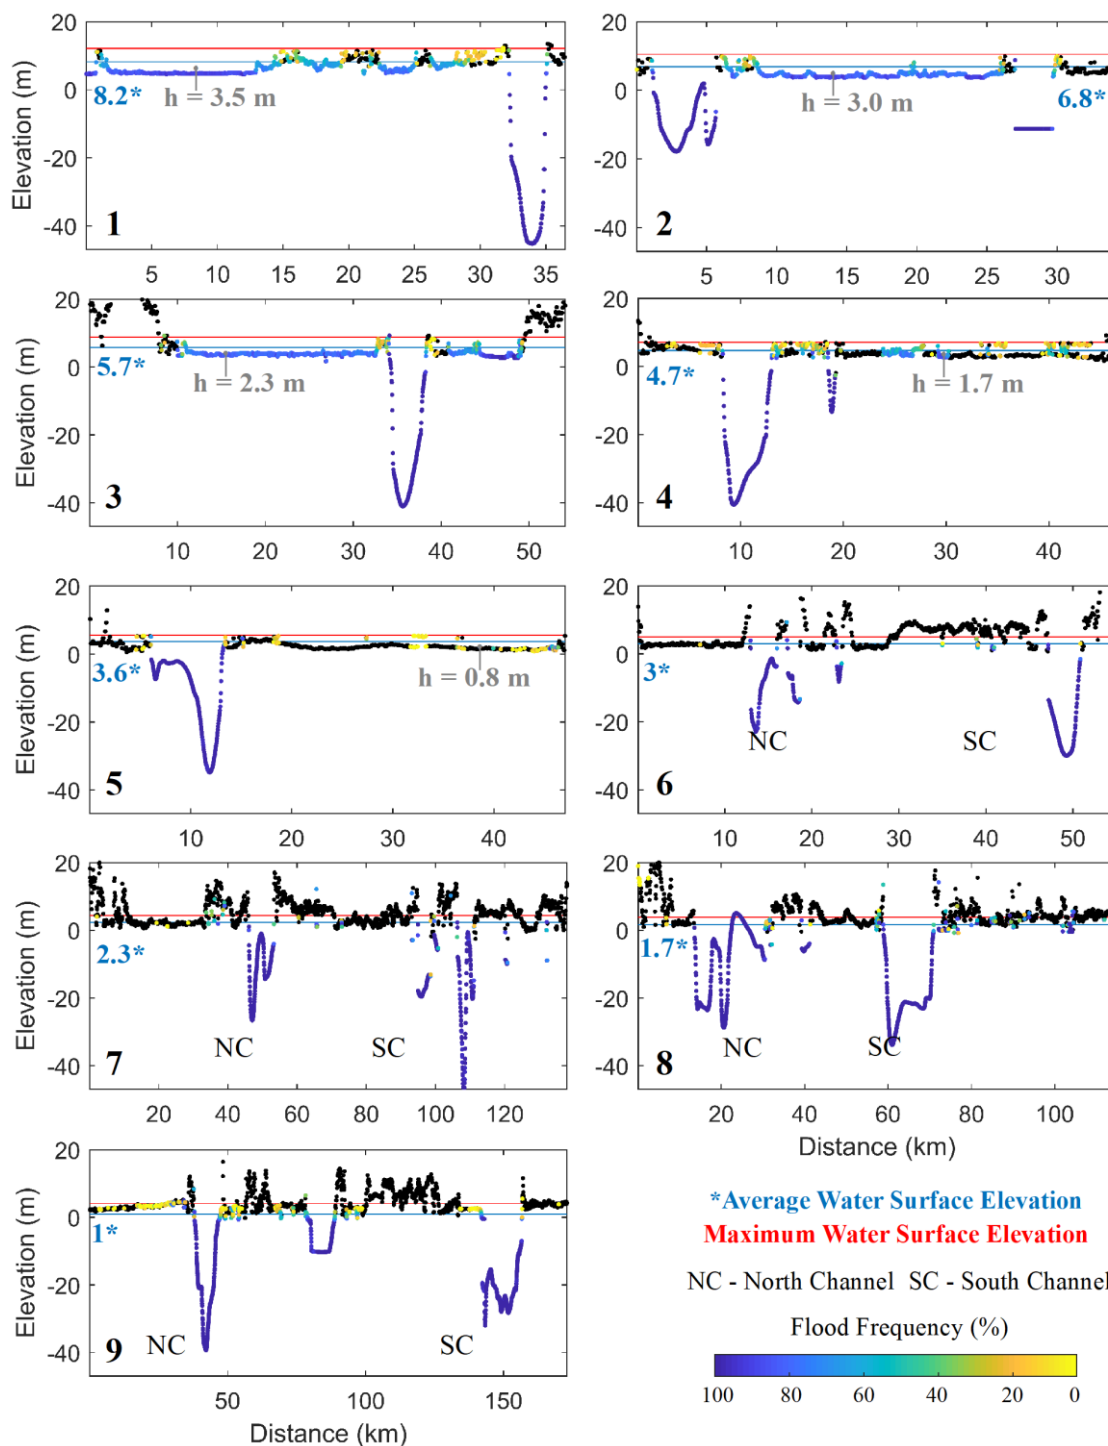 20
0
-20
-40
Elevation (m)
8.2*
h = 3.5 m
1
5 10 15 20 25 30 35
20
0
-20
-40
6.8*
h = 3.0 m
2
5 10 15 20 25 30
20
0
-20
-40
Elevation (m)
5.7*
h = 2.3 m
3
10 20 30 40 50
20
0
-20
-40
4.7*
h = 1.7 m
4
10 20 30 40
20
0
-20
-40
Elevation (m)
3.6*
h = 0.8 m
5
10 20 30 40
20
0
-20
-40
3*
NC SC
6
10 20 30 40 50
20
0
-20
-40
Elevation (m)
2.3*
NC SC
7
20 40 60 80 100 120
20
0
-20
-40
1.7*
NC SC
8
20 40 60 80 100
Distance (km)
20
0
-20
-40
Elevation (m)
1*
NC SC
9
50 100 150
Distance (km)
*Average Water Surface Elevation
Maximum Water Surface Elevation
NC - North Channel SC - South Channel
Flood Frequency (%)
100 80 60 40 20 0